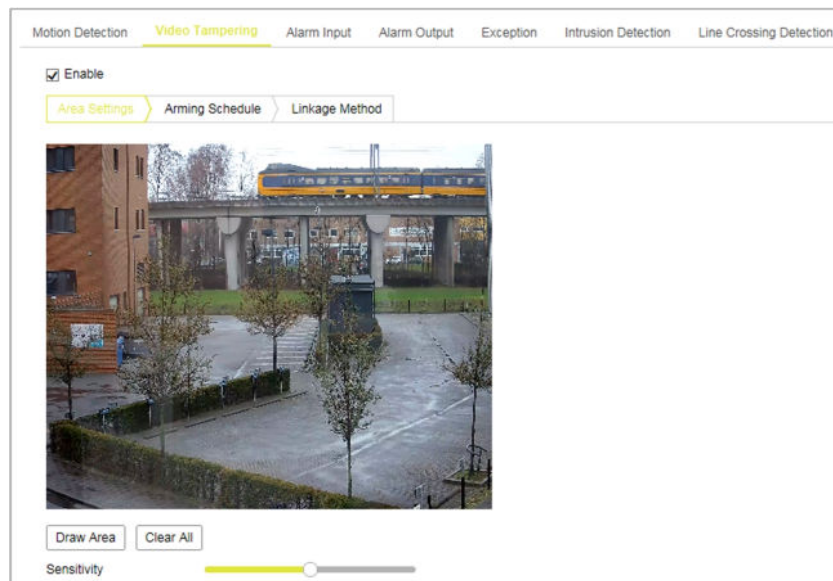 Motion Detection Video Tampering Alarm Input Alarm Output Exception Intrusion Detection Line Crossing Detection
Enable
Area Settings Arming Schedule Linkage Method
Draw Area Clear All
Sensitivity